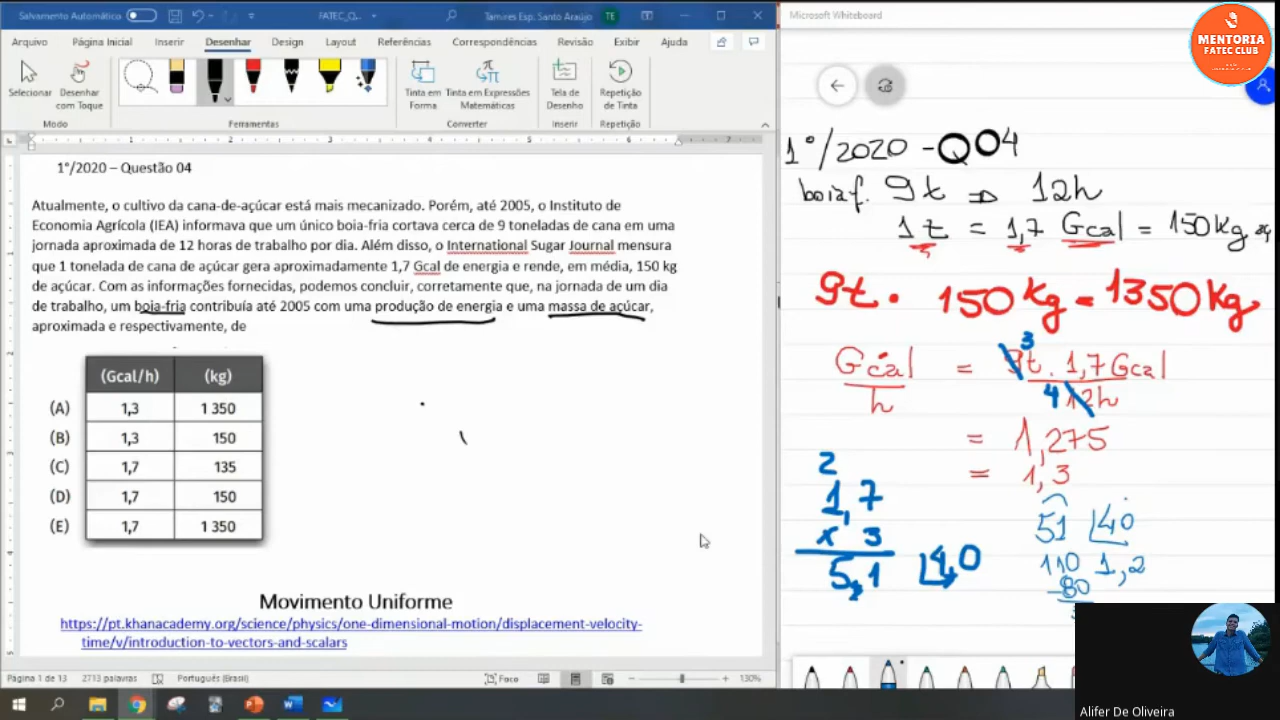 Salvamento Automático
FATEC_Q...
Tamires Esp. Santo Araújo
TE
Arquivo
Página Inicial
Inserir
Desenhar
Design
Layout
Referências
Correspondências
Revisão
Exibir
Ajuda
Selecionar
Desenhar
com Toque
Tinta em
Forma
Tinta em Expressões
Matemáticas
Tela de
Desenho
Repetição
de Tinta
Modo
Ferramentas
Converter
Inserir
Repetição
1°/2020 – Questão 04
Atualmente, o cultivo da cana-de-açúcar está mais mecanizado. Porém, até 2005, o Instituto de
Economia Agrícola (IEA) informava que um único boia-fria cortava cerca de 9 toneladas de cana em uma
jornada aproximada de 12 horas de trabalho por dia. Além disso, o International Sugar Journal mensura
que 1 tonelada de cana de açúcar gera aproximadamente 1,7 Gcal de energia e rende, em média, 150 kg
de açúcar. Com as informações fornecidas, podemos concluir, corretamente que, na jornada de um dia
de trabalho, um boia-fria contribuía até 2005 com uma produção de energia e uma massa de açúcar,
aproximada e respectivamente, de
(Gcal/h) (kg)
(A) 1,3 1 350
(B) 1,3 150
(C) 1,7 135
(D) 1,7 150
(E) 1,7 1 350
Movimento Uniforme
https://pt.khanacademy.org/science/physics/one-dimensional-motion/displacement-velocity-
time/v/introduction-to-vectors-and-scalars
Página 1 de 13
2713 palavras
Português (Brasil)
Foco
130%
Microsoft Whiteboard
MENTORIA
FATEC CLUB
1°/2020 -Q04
boiaf. 9t ⇒ 12h
1t = 1,7 Gcal = 150Kg
9t . 150 Kg = 1350 Kg
Gcal = 9t . 1,7 Gcal
h 12h
3
4
= 1,275
= 1,3
2
1,7
x 3
5,1 4,0
51 40
110 1,2
-80
Alifer De Oliveira